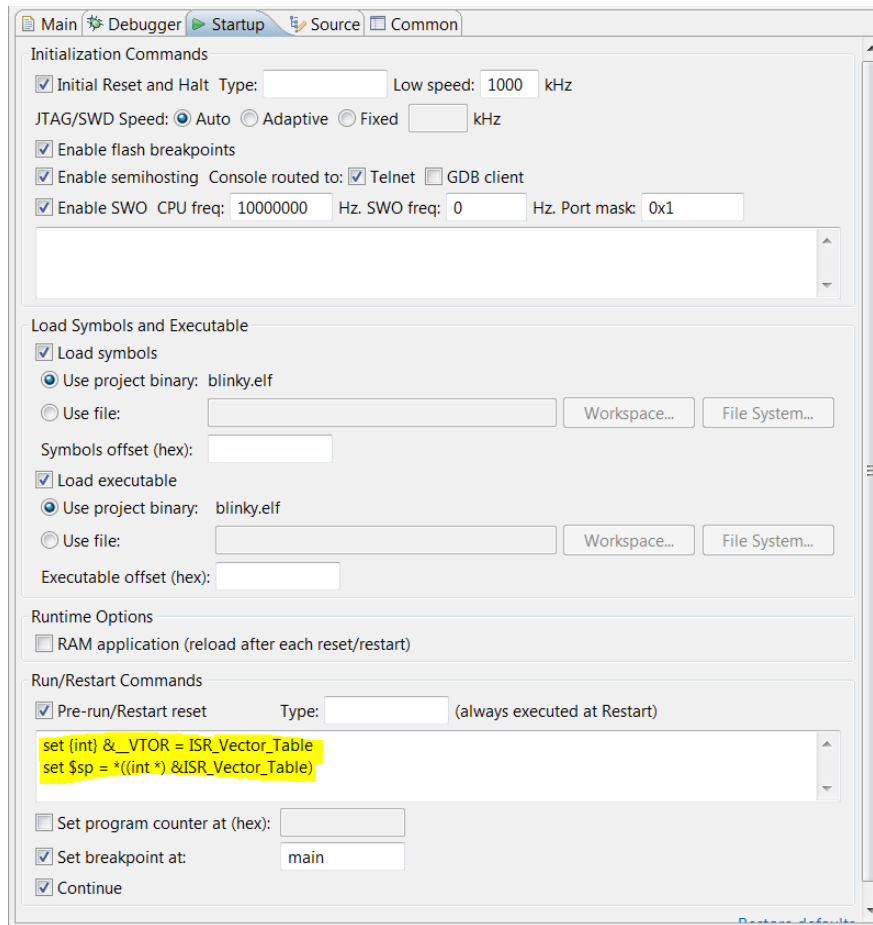 Main Debugger Startup Source Common
Initialization Commands
Initial Reset and Halt Type: Low speed: 1000 kHz
JTAG/SWD Speed: Auto Adaptive Fixed kHz
Enable flash breakpoints
Enable semihosting Console routed to: Telnet GDB client
Enable SWO CPU freq: 10000000 Hz. SWO freq: 0 Hz. Port mask: 0x1
Load Symbols and Executable
Load symbols
Use project binary: blinky.elf
Use file: Workspace... File System...
Symbols offset (hex):
Load executable
Use project binary: blinky.elf
Use file: Workspace... File System...
Executable offset (hex):
Runtime Options
RAM application (reload after each reset/restart)
Run/Restart Commands
Pre-run/Restart reset Type: (always executed at Restart)
set {int} &__VTOR = ISR_Vector_Table
set $sp = *((int *) &ISR_Vector_Table)
Set program counter at (hex):
Set breakpoint at: main
Continue
Restore defaults